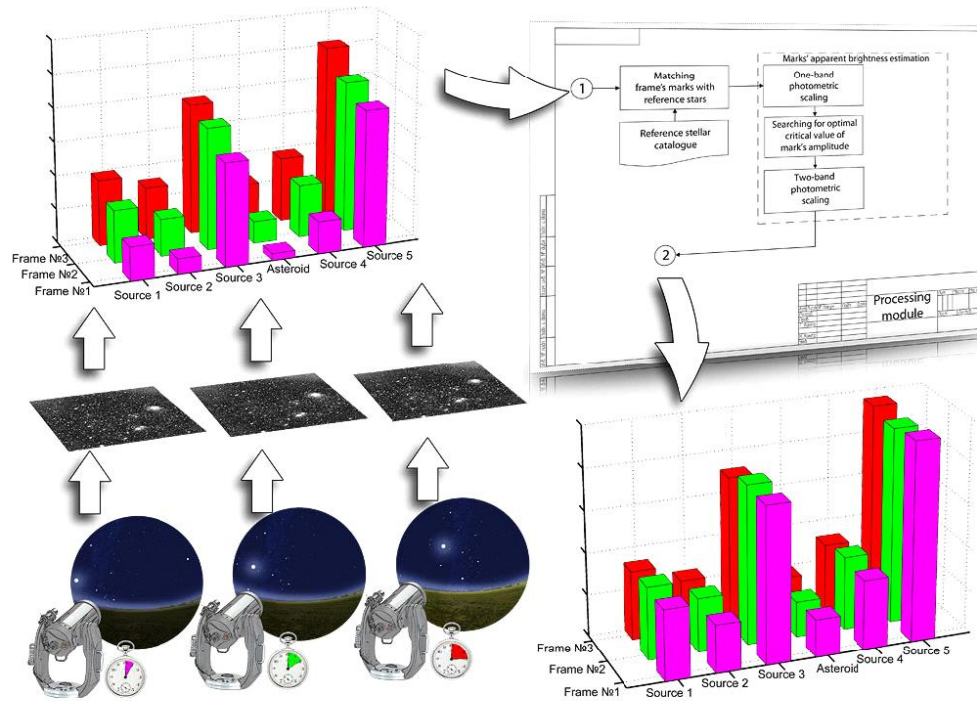 Frame №3
Frame №2
Frame №1
Source 1
Source 2
Source 3
Asteroid
Source 4
Source 5
1
Matching
frame's marks with
reference stars
Reference stellar
catalogue
Marks' apparent brightness estimation
One-band
photometric
scaling
Searching for optimal
critical value of
mark's amplitude
Two-band
photometric
scaling
2
Processing
module
Frame №3
Frame №2
Frame №1
Source 1
Source 2
Source 3
Asteroid
Source 4
Source 5